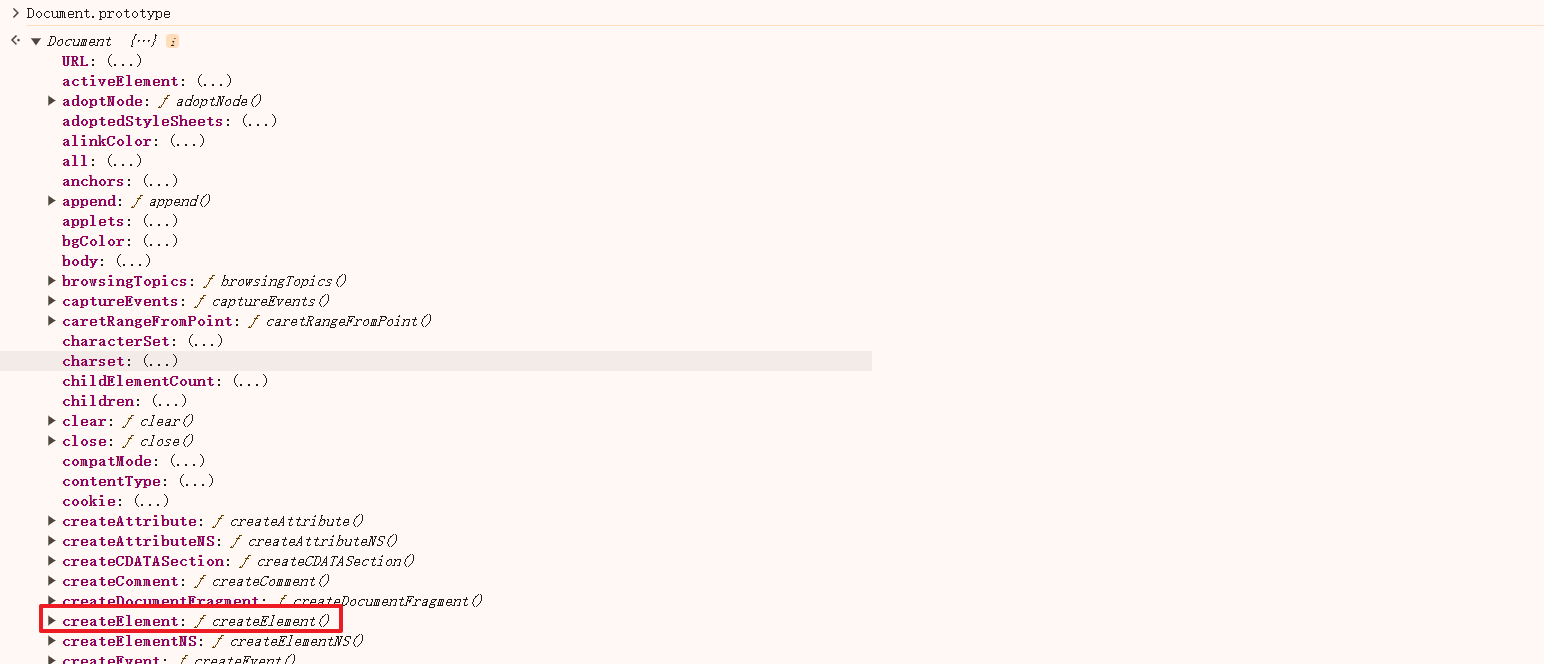 > Document.prototype
Document {…} i
URL: (...)
activeElement: (...)
adoptNode: ƒ adoptNode()
adoptedStyleSheets: (...)
alinkColor: (...)
all: (...)
anchors: (...)
append: ƒ append()
applets: (...)
bgColor: (...)
body: (...)
browsingTopics: ƒ browsingTopics()
captureEvents: ƒ captureEvents()
caretRangeFromPoint: ƒ caretRangeFromPoint()
characterSet: (...)
charset: (...)
childElementCount: (...)
children: (...)
clear: ƒ clear()
close: ƒ close()
compatMode: (...)
contentType: (...)
cookie: (...)
createAttribute: ƒ createAttribute()
createAttributeNS: ƒ createAttributeNS()
createCDATASection: ƒ createCDATASection()
createComment: ƒ createComment()
createDocumentFragment: ƒ createDocumentFragment()
createElement: ƒ createElement()
createElementNS: ƒ createElementNS()
createEvent: ƒ createEvent()